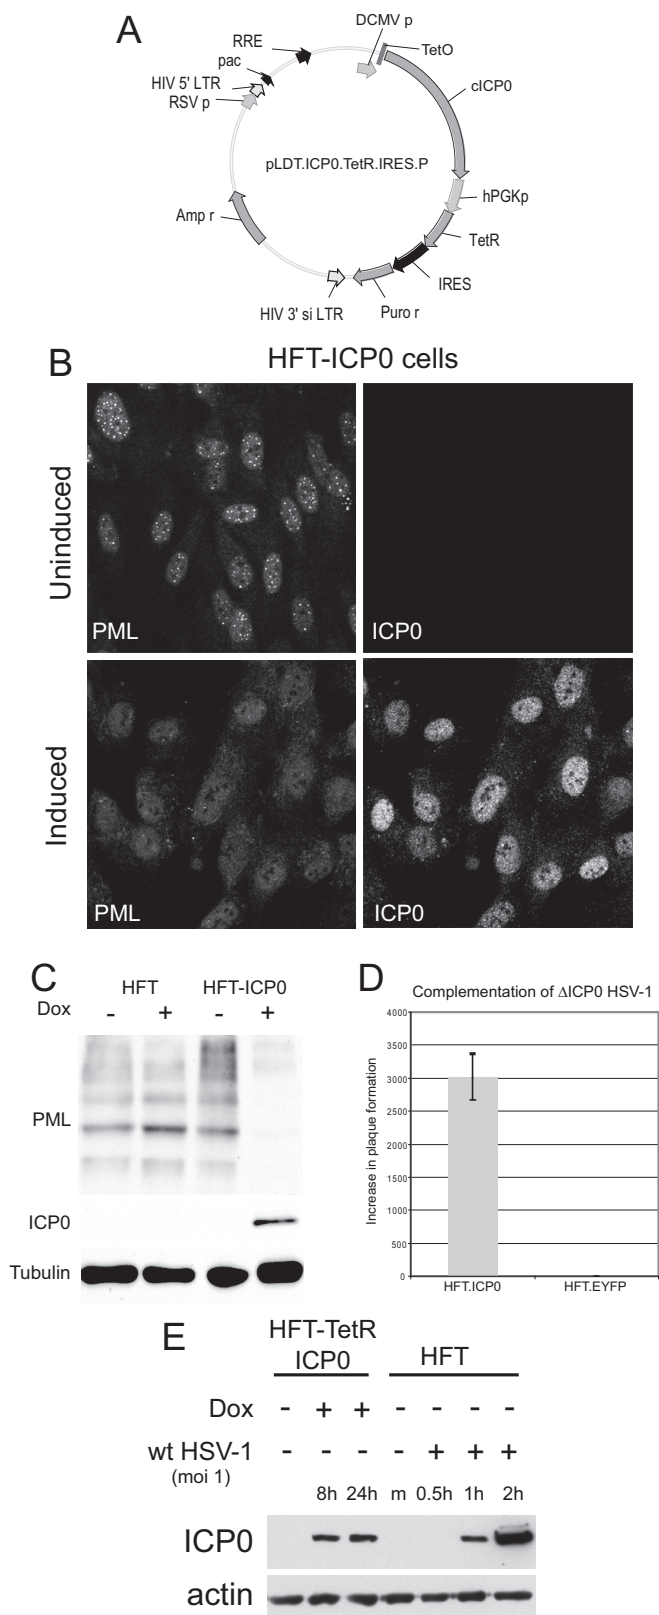 A
DCMV p
TetO
RRE
pac
HIV 5' LTR
RSV p
cICP0
pLDT.ICP0.TetR.IRES.P
hPGKp
Amp r
TetR
IRES
HIV 3' si LTR
Puro r
B
HFT-ICP0 cells
Uninduced
PML
ICP0
Induced
PML
ICP0
C
HFT HFT-ICP0
Dox - + - +
PML
ICP0
Tubulin
D
Complementation of ΔICP0 HSV-1
Increase in plaque formation
4000
3500
3000
2500
2000
1500
1000
500
0
HFT.ICP0 HFT.EYFP
E
HFT-TetR
ICP0
HFT
Dox - + + - - - -
wt HSV-1 - - - - + + +
(moi 1)
8h 24h m 0.5h 1h 2h
ICP0
actin